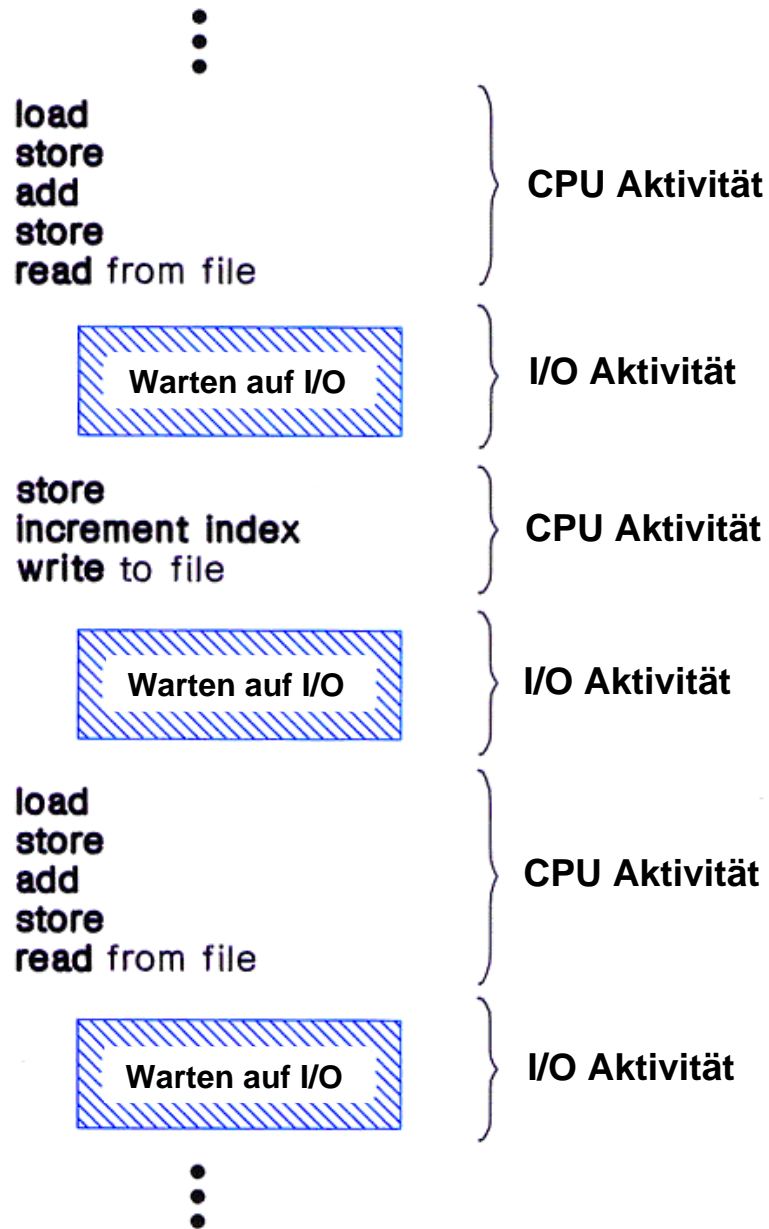 load
store
add
store
read from file
CPU Aktivität
Warten auf I/O
I/O Aktivität
store
increment index
write to file
CPU Aktivität
Warten auf I/O
I/O Aktivität
load
store
add
store
read from file
CPU Aktivität
Warten auf I/O
I/O Aktivität